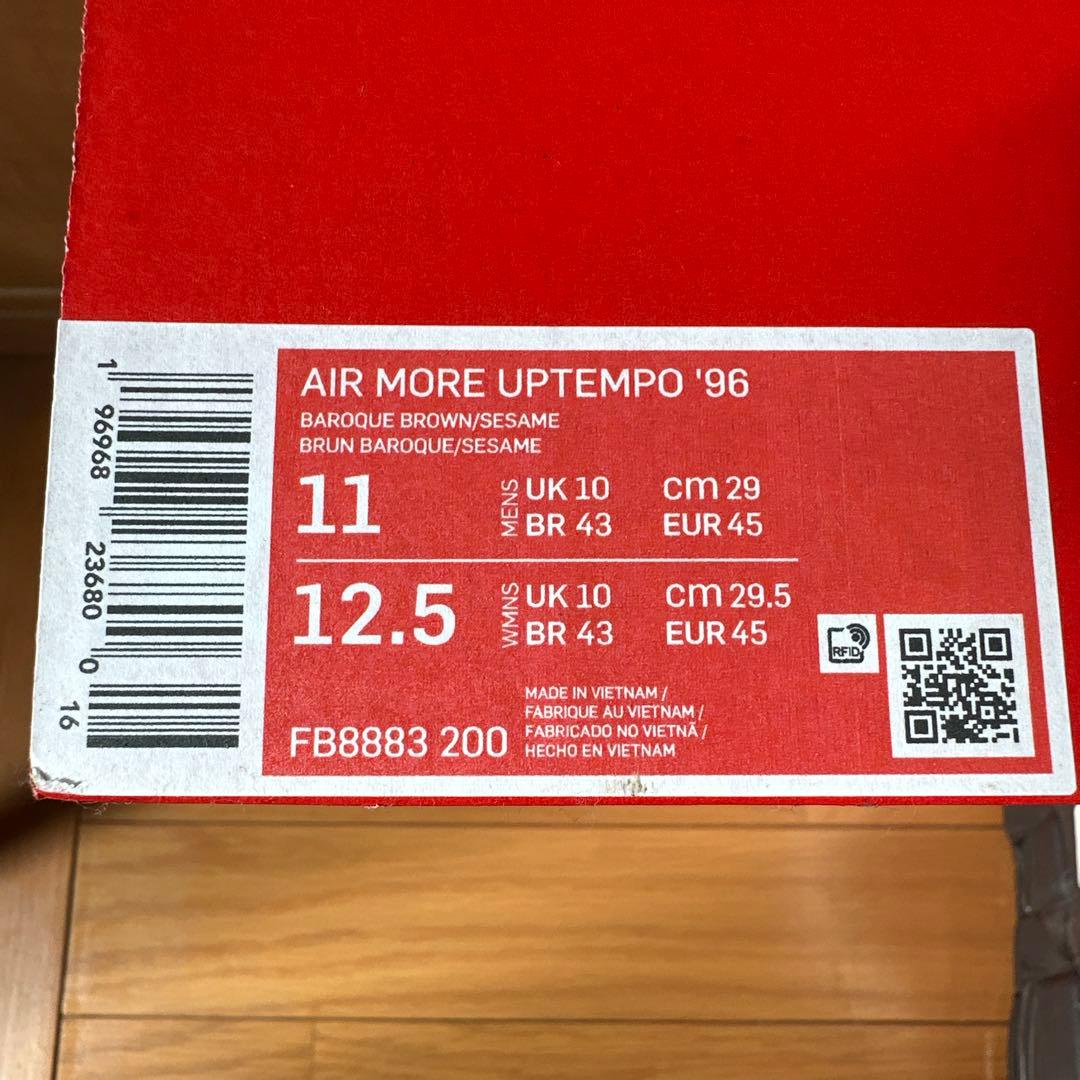 AIR MORE UPTEMPO '96
BAROQUE BROWN/SESAME
BRUN BAROQUE/SESAME
11 MENS UK 10 cm 29
BR 43 EUR 45
12.5 WMNS UK 10 cm 29.5
BR 43 EUR 45
MADE IN VIETNAM /
FABRIQUE AU VIETNAM /
FABRICADO NO VIETNÃ /
HECHO EN VIETNAM
FB8883 200
RFID
1 96968 23680 0 16